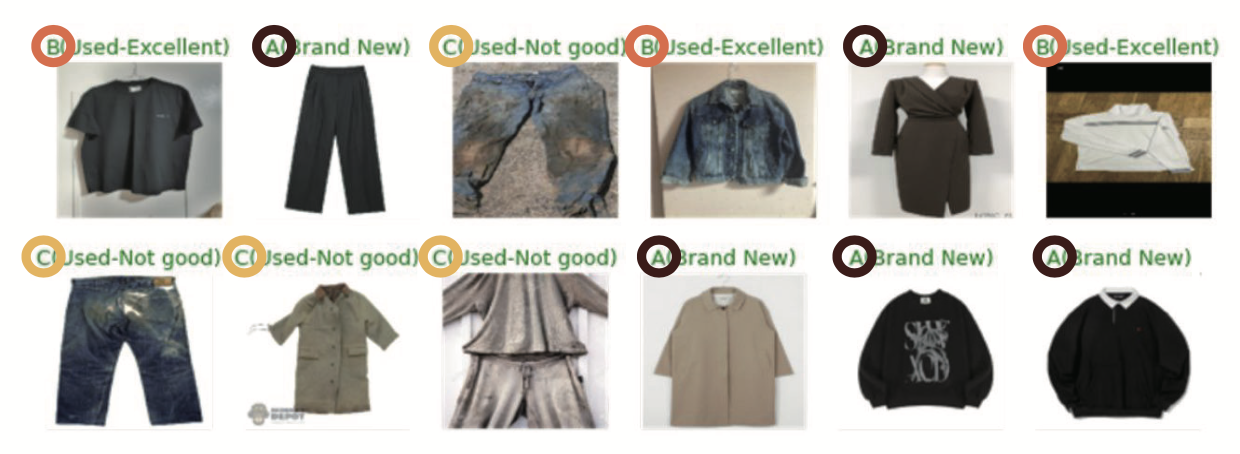 B(Used-Excellent) A(Brand New) C(Used-Not good) B(Used-Excellent) A(Brand New) B(Used-Excellent)
C(Used-Not good) C(Used-Not good) C(Used-Not good) A(Brand New) A(Brand New) A(Brand New)
DEPOT